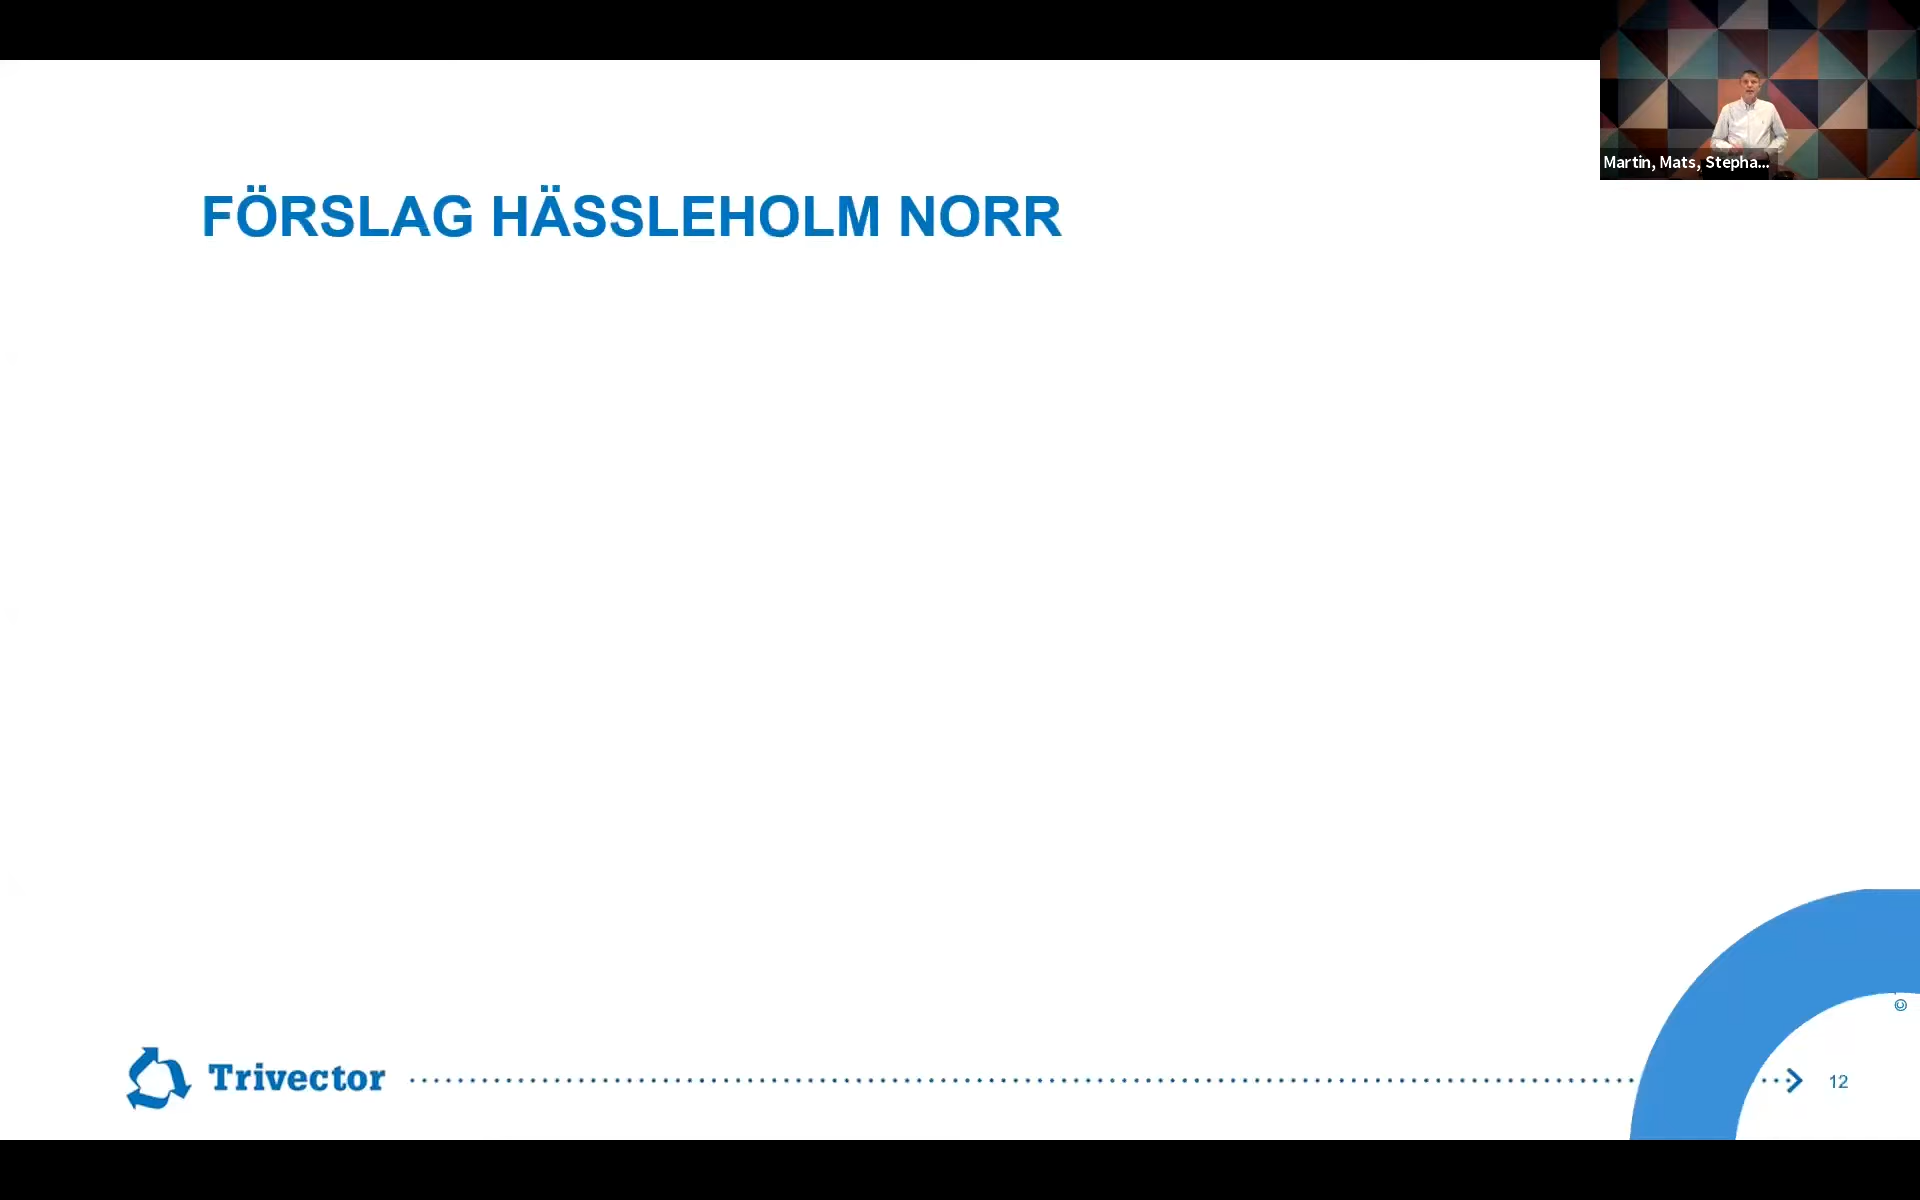 Martin, Mats, Stepha...
FÖRSLAG HÄSSLEHOLM NORR
©
Trivector
12